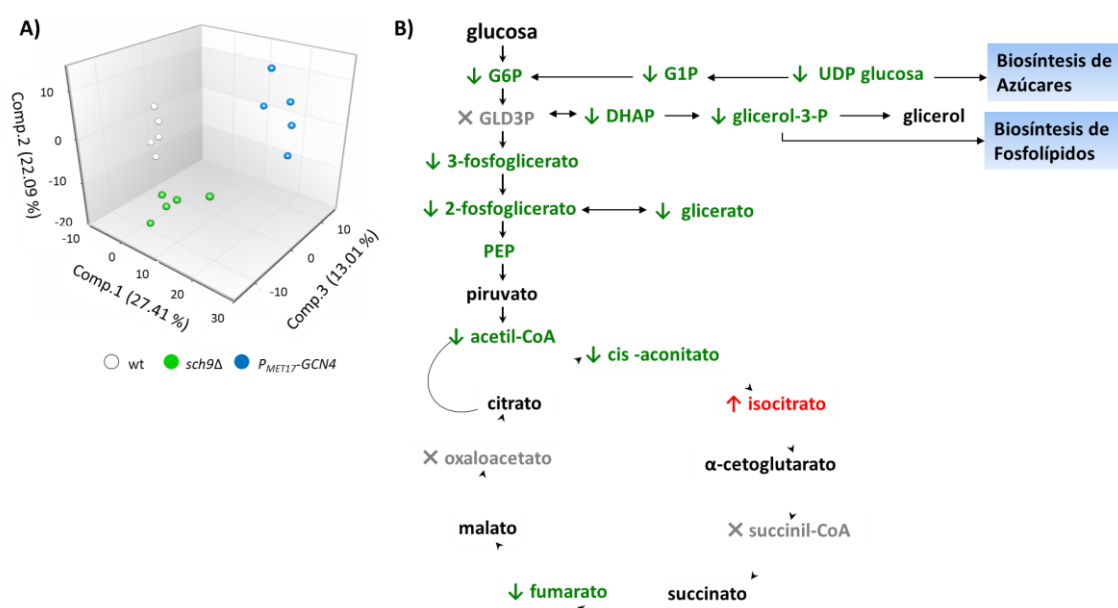 A)
Comp.2 (22.09 %)
10
0
-10
-20
-10
0
10
20
30
Comp.1 (27.41 %)
-10
0
10
Comp.3 (13.01 %)
wt
sch9Δ
P_MET17-GCN4
B)
glucosa
↓ G6P
↓ G1P
↓ UDP glucosa
Biosíntesis de
Azúcares
× GLD3P
↓ DHAP
↓ glicerol-3-P
glicerol
Biosíntesis de
Fosfolípidos
↓ 3-fosfoglicerato
↓ 2-fosfoglicerato
↓ glicerato
PEP
piruvato
↓ acetil-CoA
↓ cis -aconitato
citrato
↑ isocitrato
× oxaloacetato
α-cetoglutarato
malato
× succinil-CoA
↓ fumarato
succinato